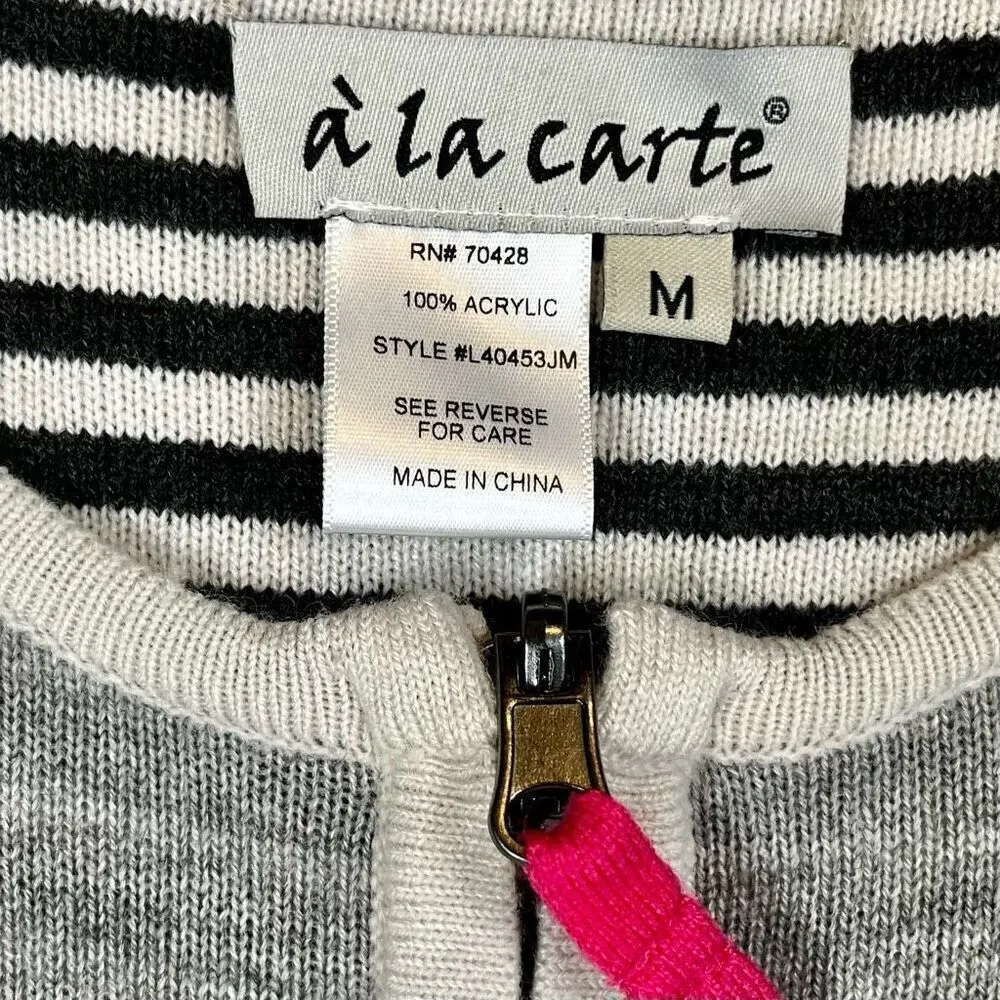 à la carte®
RN# 70428
100% ACRYLIC
STYLE #L40453JM
SEE REVERSE
FOR CARE
MADE IN CHINA
M